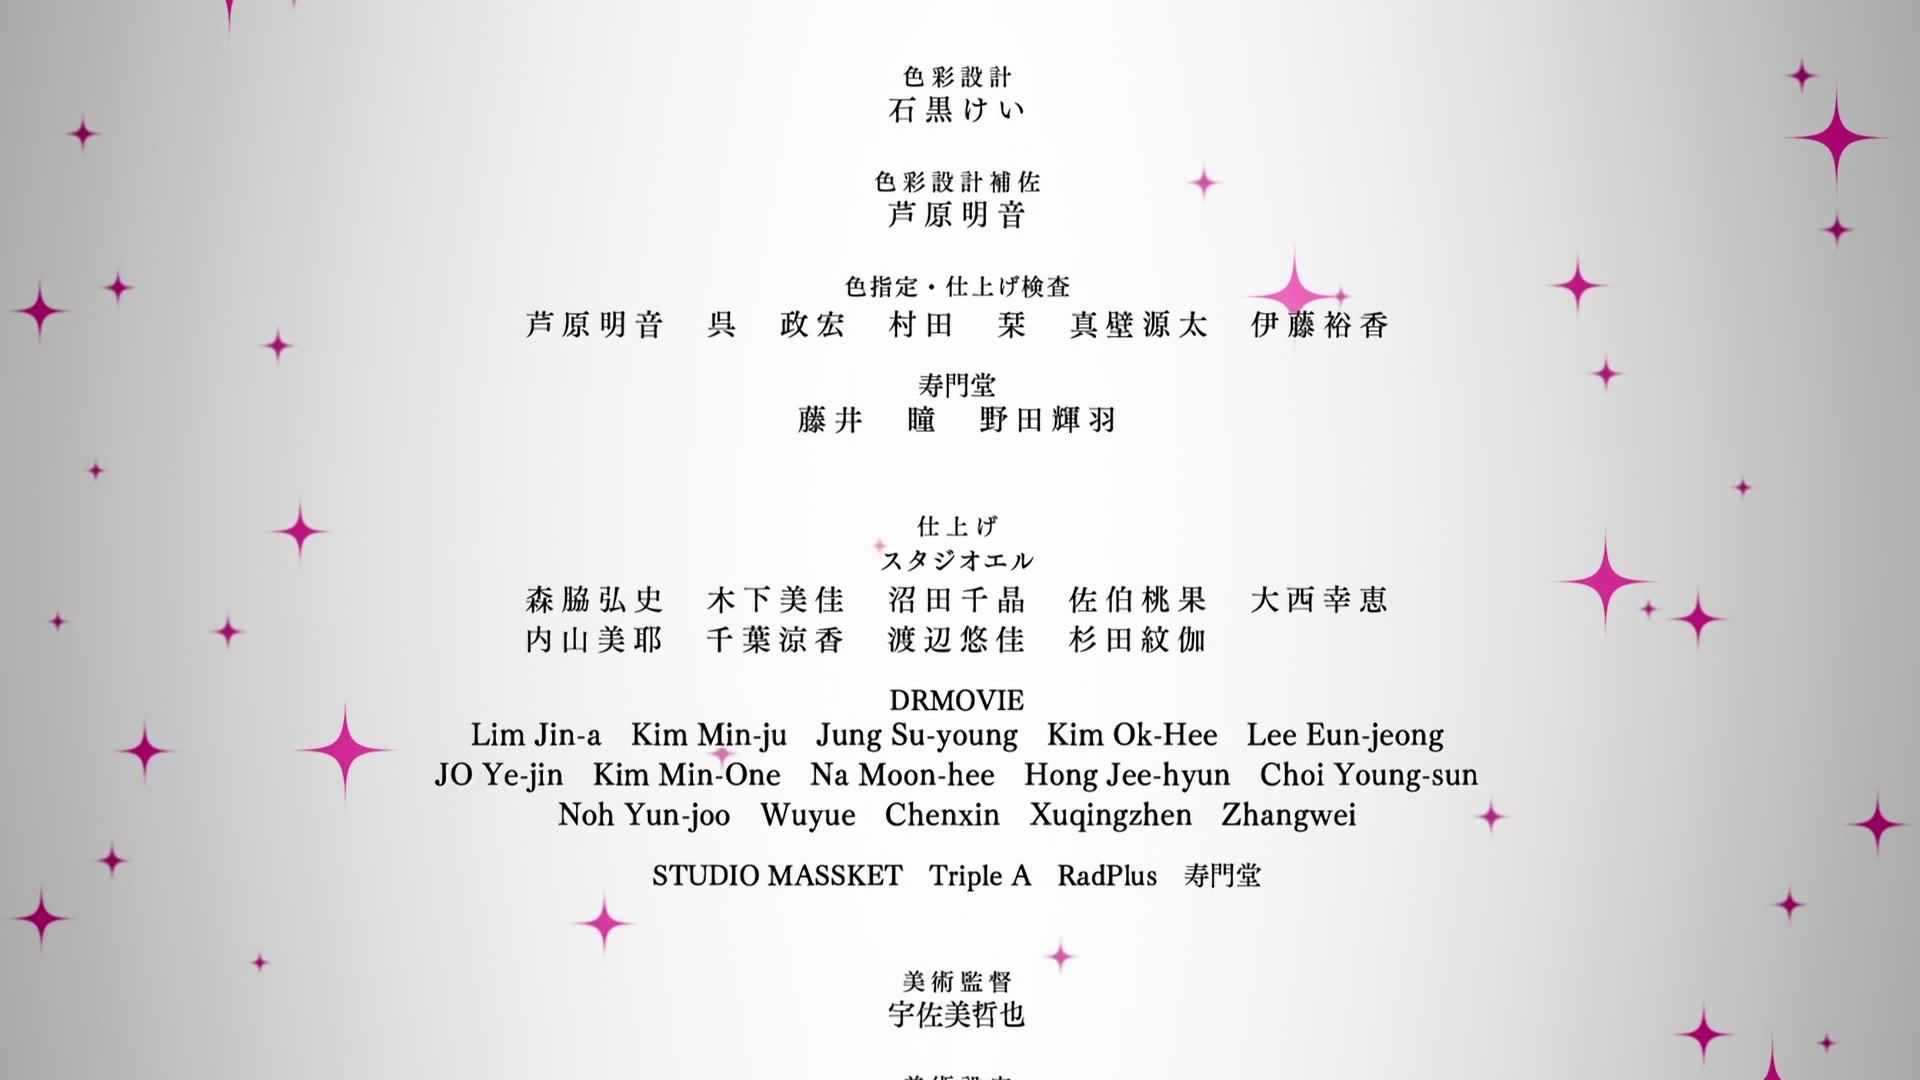 色彩設計
石黒けい
色彩設計補佐
芦原明音
色指定・仕上げ検査
芦原明音　呉　政宏　村田　栞　真壁源太　伊藤裕香
寿門堂
藤井　瞳　野田輝羽
仕上げ
スタジオエル
森脇弘史　木下美佳　沼田千晶　佐伯桃果　大西幸恵
内山美耶　千葉涼香　渡辺悠佳　杉田紋伽
DRMOVIE
Lim Jin-a　Kim Min-ju　Jung Su-young　Kim Ok-Hee　Lee Eun-jeong
JO Ye-jin　Kim Min-One　Na Moon-hee　Hong Jee-hyun　Choi Young-sun
Noh Yun-joo　Wuyue　Chenxin　Xuqingzhen　Zhangwei
STUDIO MASSKET　Triple A　RadPlus　寿門堂
美術監督
宇佐美哲也